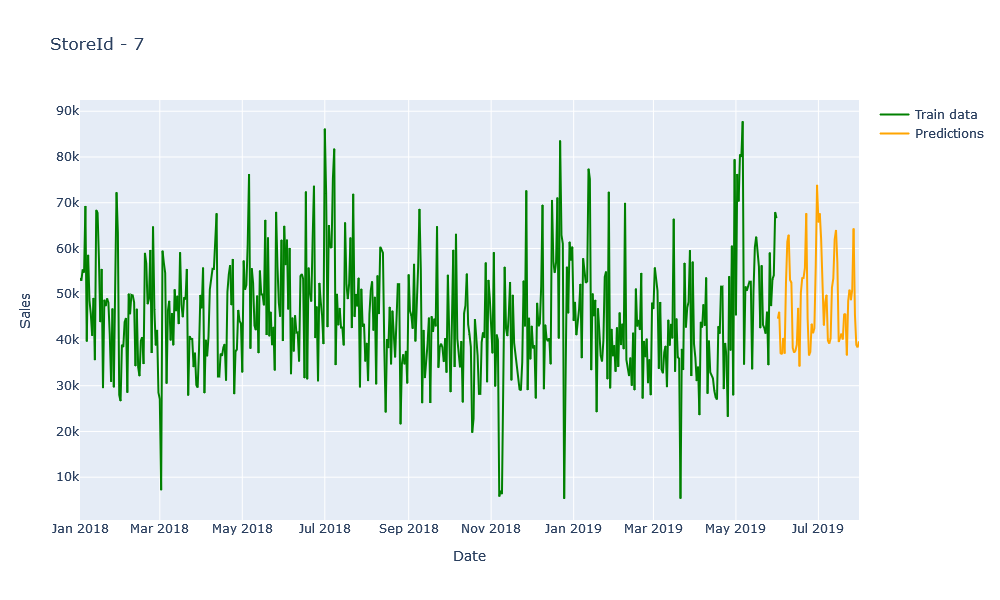 StoreId - 7
Train data
Predictions
90k
80k
70k
60k
50k
40k
30k
20k
10k
Sales
Jan 2018 Mar 2018 May 2018 Jul 2018 Sep 2018 Nov 2018 Jan 2019 Mar 2019 May 2019 Jul 2019
Date